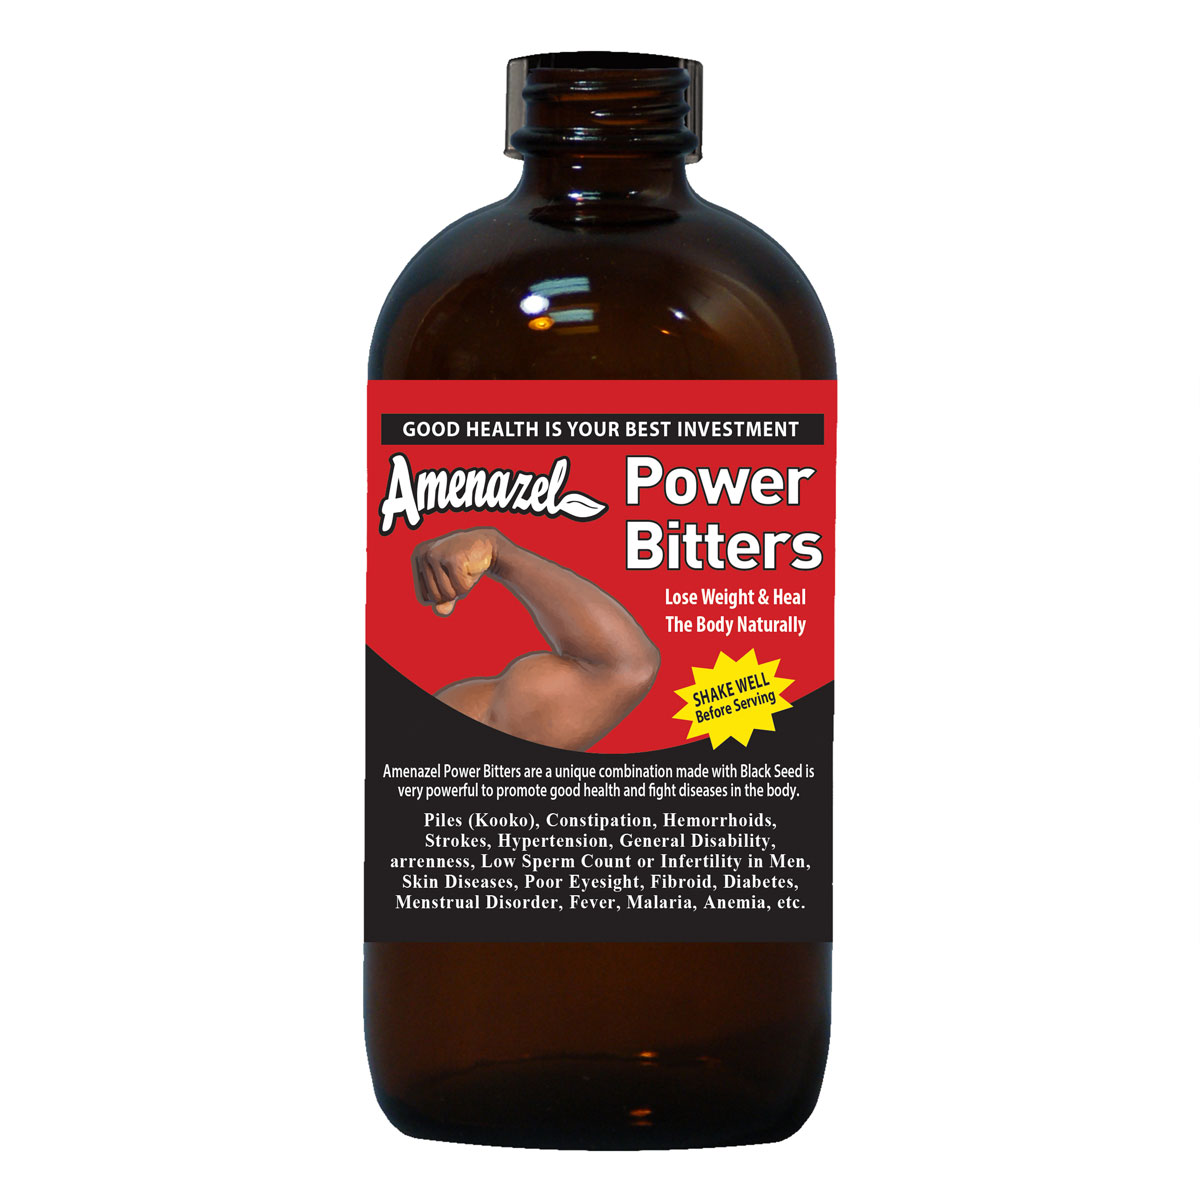 GOOD HEALTH IS YOUR BEST INVESTMENT
Amenazel
Power
Bitters
Lose Weight & Heal
The Body Naturally
SHAKE WELL
Before Serving
Amenazel Power Bitters are a unique combination made with Black Seed is
very powerful to promote good health and fight diseases in the body.
Piles (Kooko), Constipation, Hemorrhoids,
Strokes, Hypertension, General Disability,
arrenness, Low Sperm Count or Infertility in Men,
Skin Diseases, Poor Eyesight, Fibroid, Diabetes,
Menstrual Disorder, Fever, Malaria, Anemia, etc.